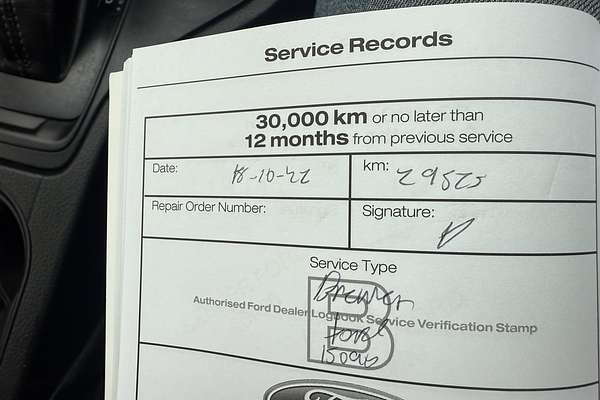 Service Records
30,000 km or no later than
12 months from previous service
Date: 18-10-22 km: 29525
Repair Order Number: Signature:
Service Type
B
Authorised Ford Dealer Logbook Service Verification Stamp
Ford